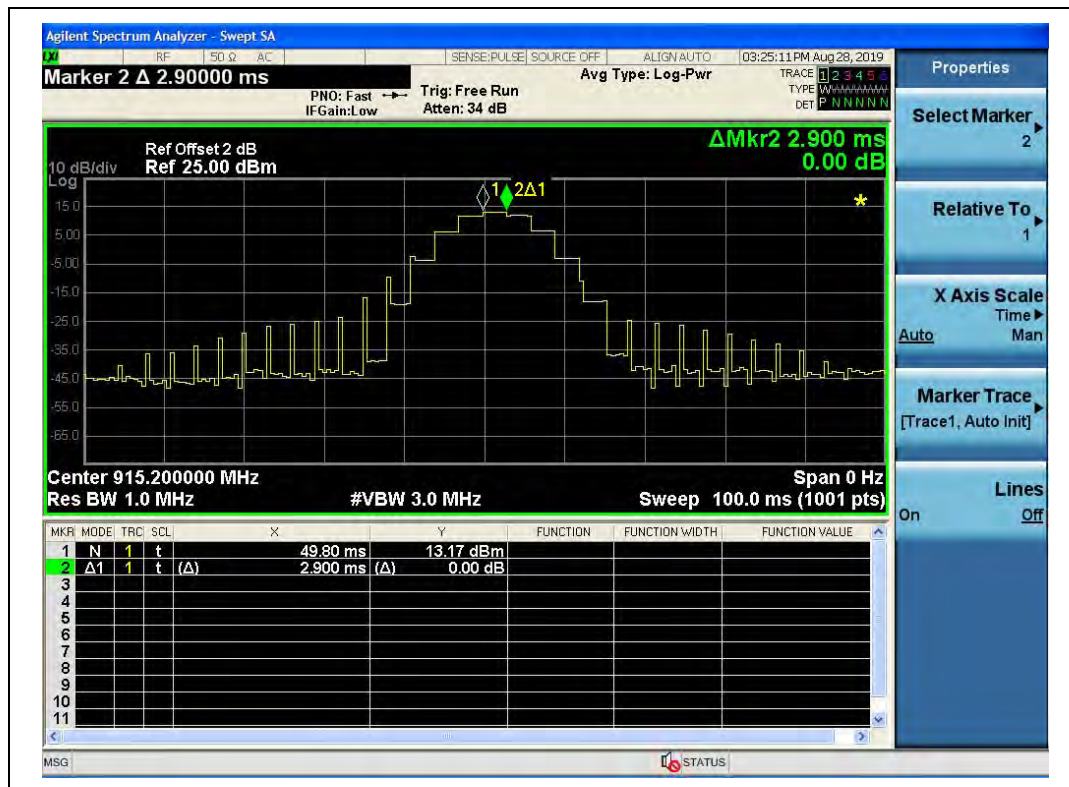 Agilent Spectrum Analyzer - Swept SA
LXI RF 50 Ω AC SENSE:PULSE SOURCE OFF ALIGN AUTO 03:25:11 PM Aug 28, 2019
Marker 2 Δ 2.90000 ms
PNO: Fast
IFGain:Low
Trig: Free Run
Atten: 34 dB
Avg Type: Log-Pwr
TRACE 1 2 3 4 5 6
TYPE W
DET P N N N N N
ΔMkr2 2.900 ms
0.00 dB
Ref Offset 2 dB
10 dB/div Ref 25.00 dBm
Log
1 2Δ1
*
15.0
5.00
-5.00
-15.0
-25.0
-35.0
-45.0
-55.0
-65.0
Center 915.200000 MHz Span 0 Hz
Res BW 1.0 MHz #VBW 3.0 MHz Sweep 100.0 ms (1001 pts)
MKR MODE TRC SCL X Y FUNCTION FUNCTION WIDTH FUNCTION VALUE
1 N 1 t 49.80 ms 13.17 dBm
2 Δ1 1 t (Δ) 2.900 ms (Δ) 0.00 dB
3
4
5
6
7
8
9
10
11
MSG STATUS
Properties
Select Marker
2
Relative To
1
X Axis Scale
Time
Auto Man
Marker Trace
[Trace1, Auto Init]
Lines
On Off